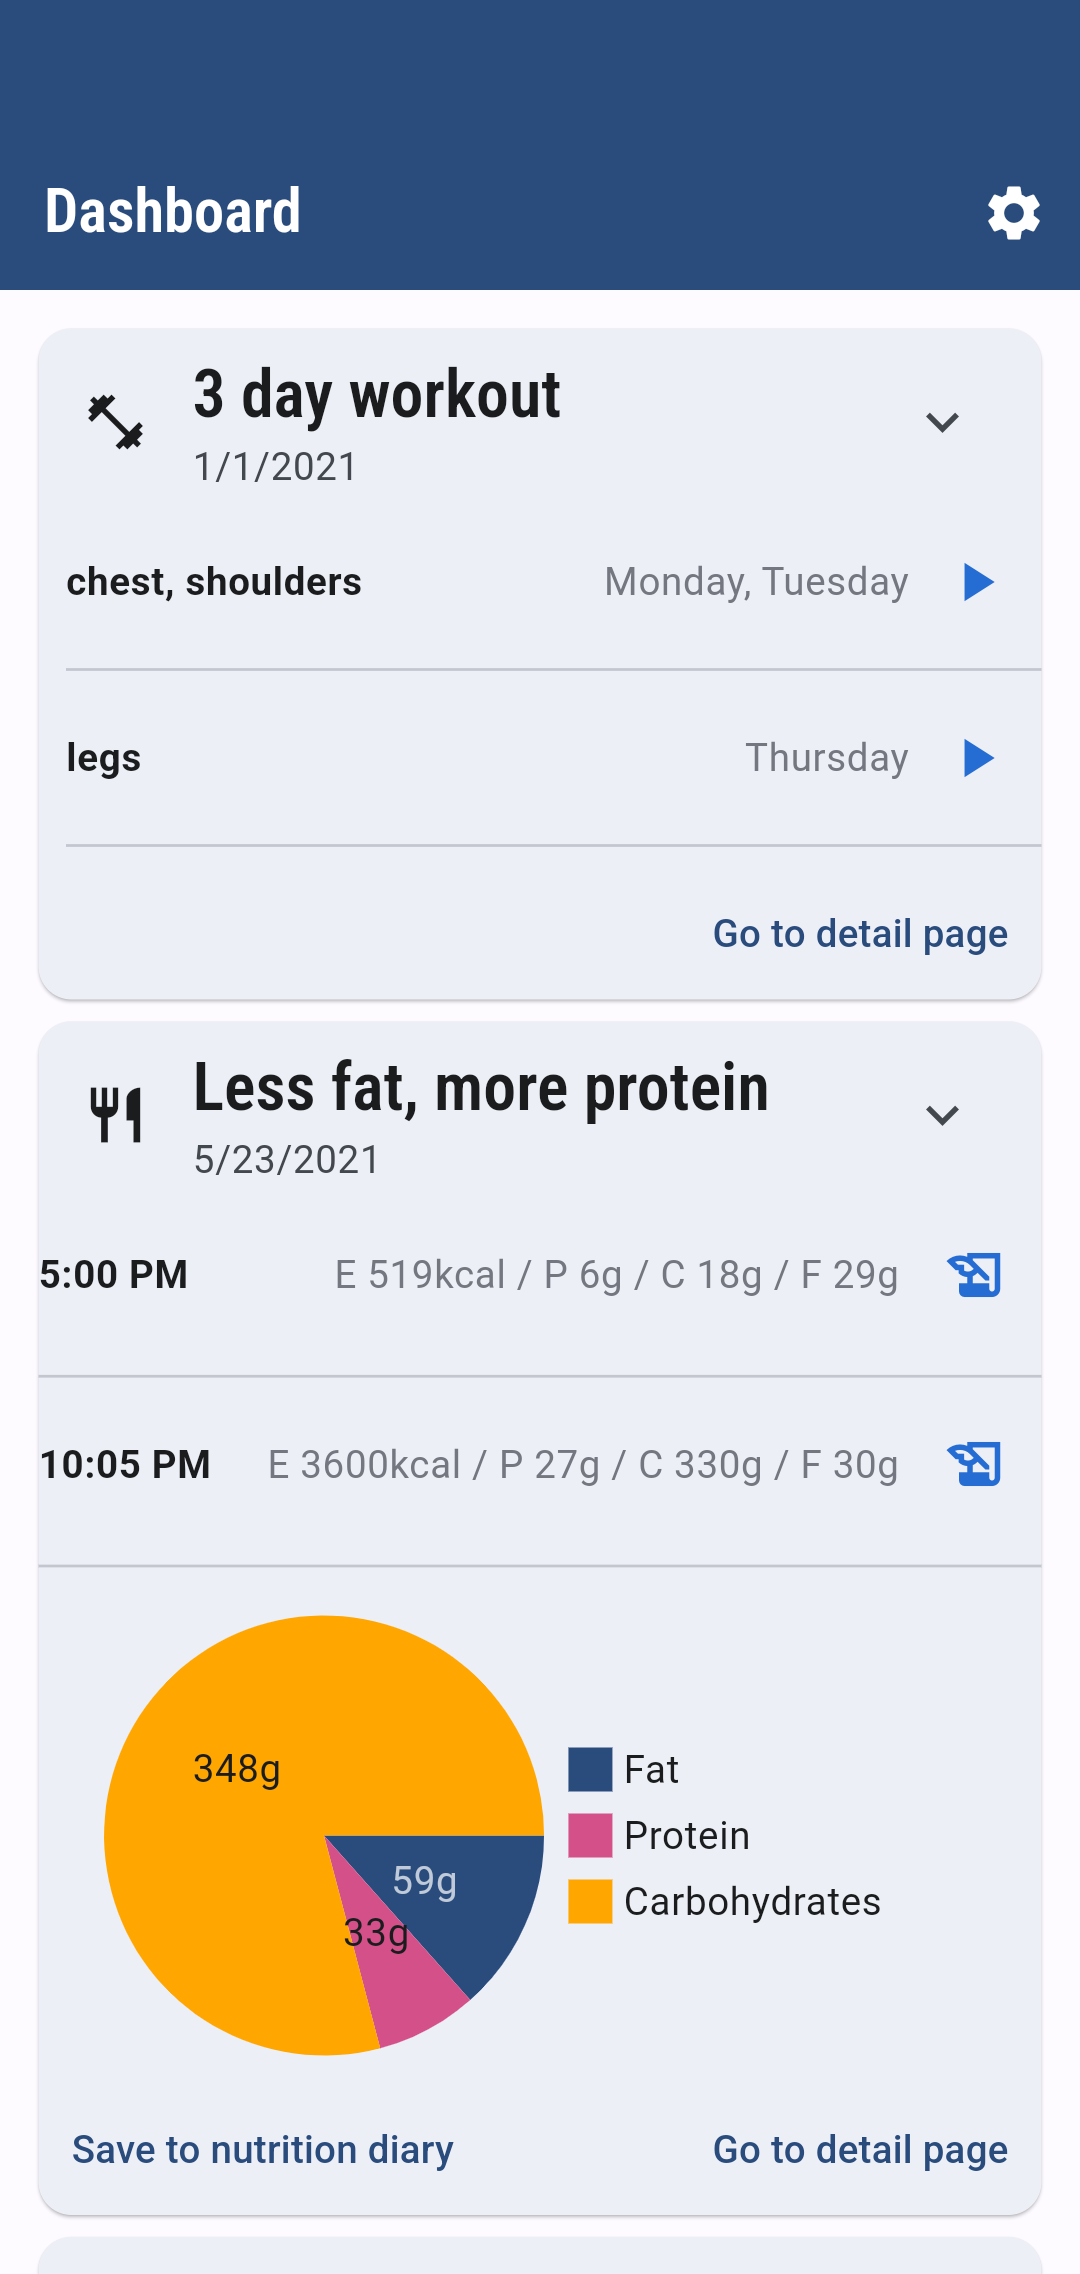 Dashboard
3 day workout
1/1/2021
chest, shoulders Monday, Tuesday
legs Thursday
Go to detail page
Less fat, more protein
5/23/2021
5:00 PM E 519kcal / P 6g / C 18g / F 29g
10:05 PM E 3600kcal / P 27g / C 330g / F 30g
348g
59g
33g
Fat
Protein
Carbohydrates
Save to nutrition diary Go to detail page